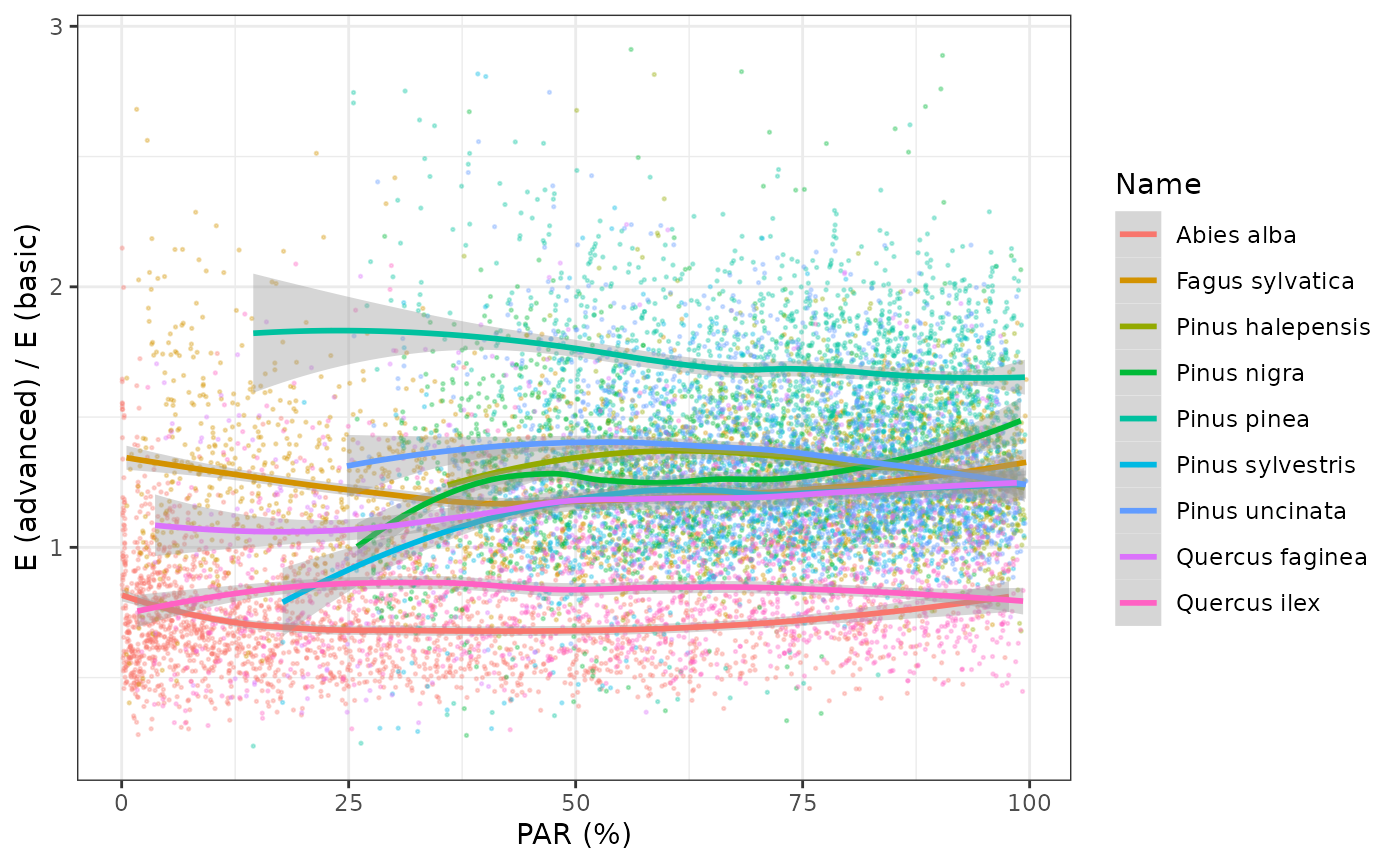 E (advanced) / E (basic)
3
2
1
0
25
50
75
100
PAR (%)
Name
Abies alba
Fagus sylvatica
Pinus halepensis
Pinus nigra
Pinus pinea
Pinus sylvestris
Pinus uncinata
Quercus faginea
Quercus ilex